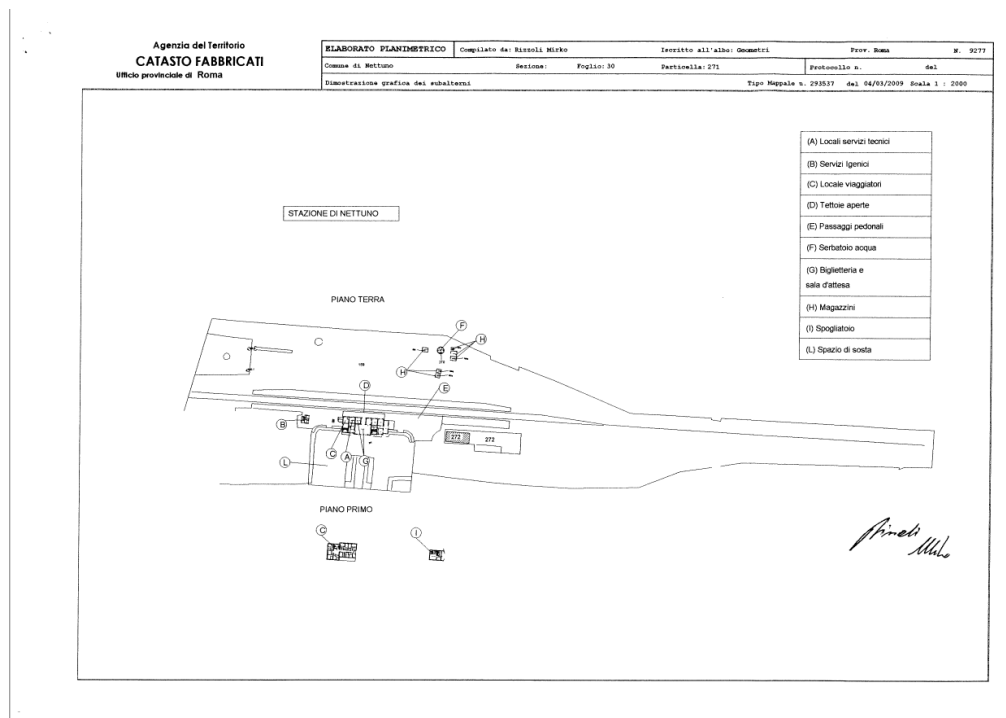 Agenzia del Territorio
CATASTO FABBRICATI
Ufficio provinciale di Roma
ELABORATO PLANIMETRICO
Compilato da: Rizzoli Mirko
Iscritto all'albo: Geometri
Prov. Roma
N. 9277
Comune di Nettuno
Sezione:
Foglio: 30
Particella: 271
Protocollo n.
del
Dimostrazione grafica dei subalterni
Tipo Mappale n. 293537
del 04/03/2009
Scala 1 : 2000
(A) Locali servizi tecnici
(B) Servizi Igenici
(C) Locale viaggiatori
(D) Tettoie aperte
(E) Passaggi pedonali
(F) Serbatoio acqua
(G) Biglietteria e
sala d'attesa
(H) Magazzini
(I) Spogliatoio
(L) Spazio di sosta
STAZIONE DI NETTUNO
PIANO TERRA
F
H
H
D
E
B
C
A
G
L
272
272
PIANO PRIMO
C
I